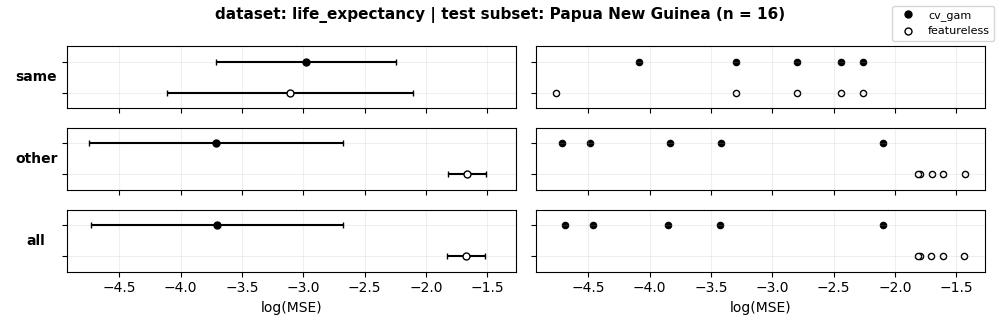 dataset: life_expectancy | test subset: Papua New Guinea (n = 16)
cv_gam
featureless
same
other
all
−4.5 −4.0 −3.5 −3.0 −2.5 −2.0 −1.5
−4.5 −4.0 −3.5 −3.0 −2.5 −2.0 −1.5
log(MSE)
log(MSE)